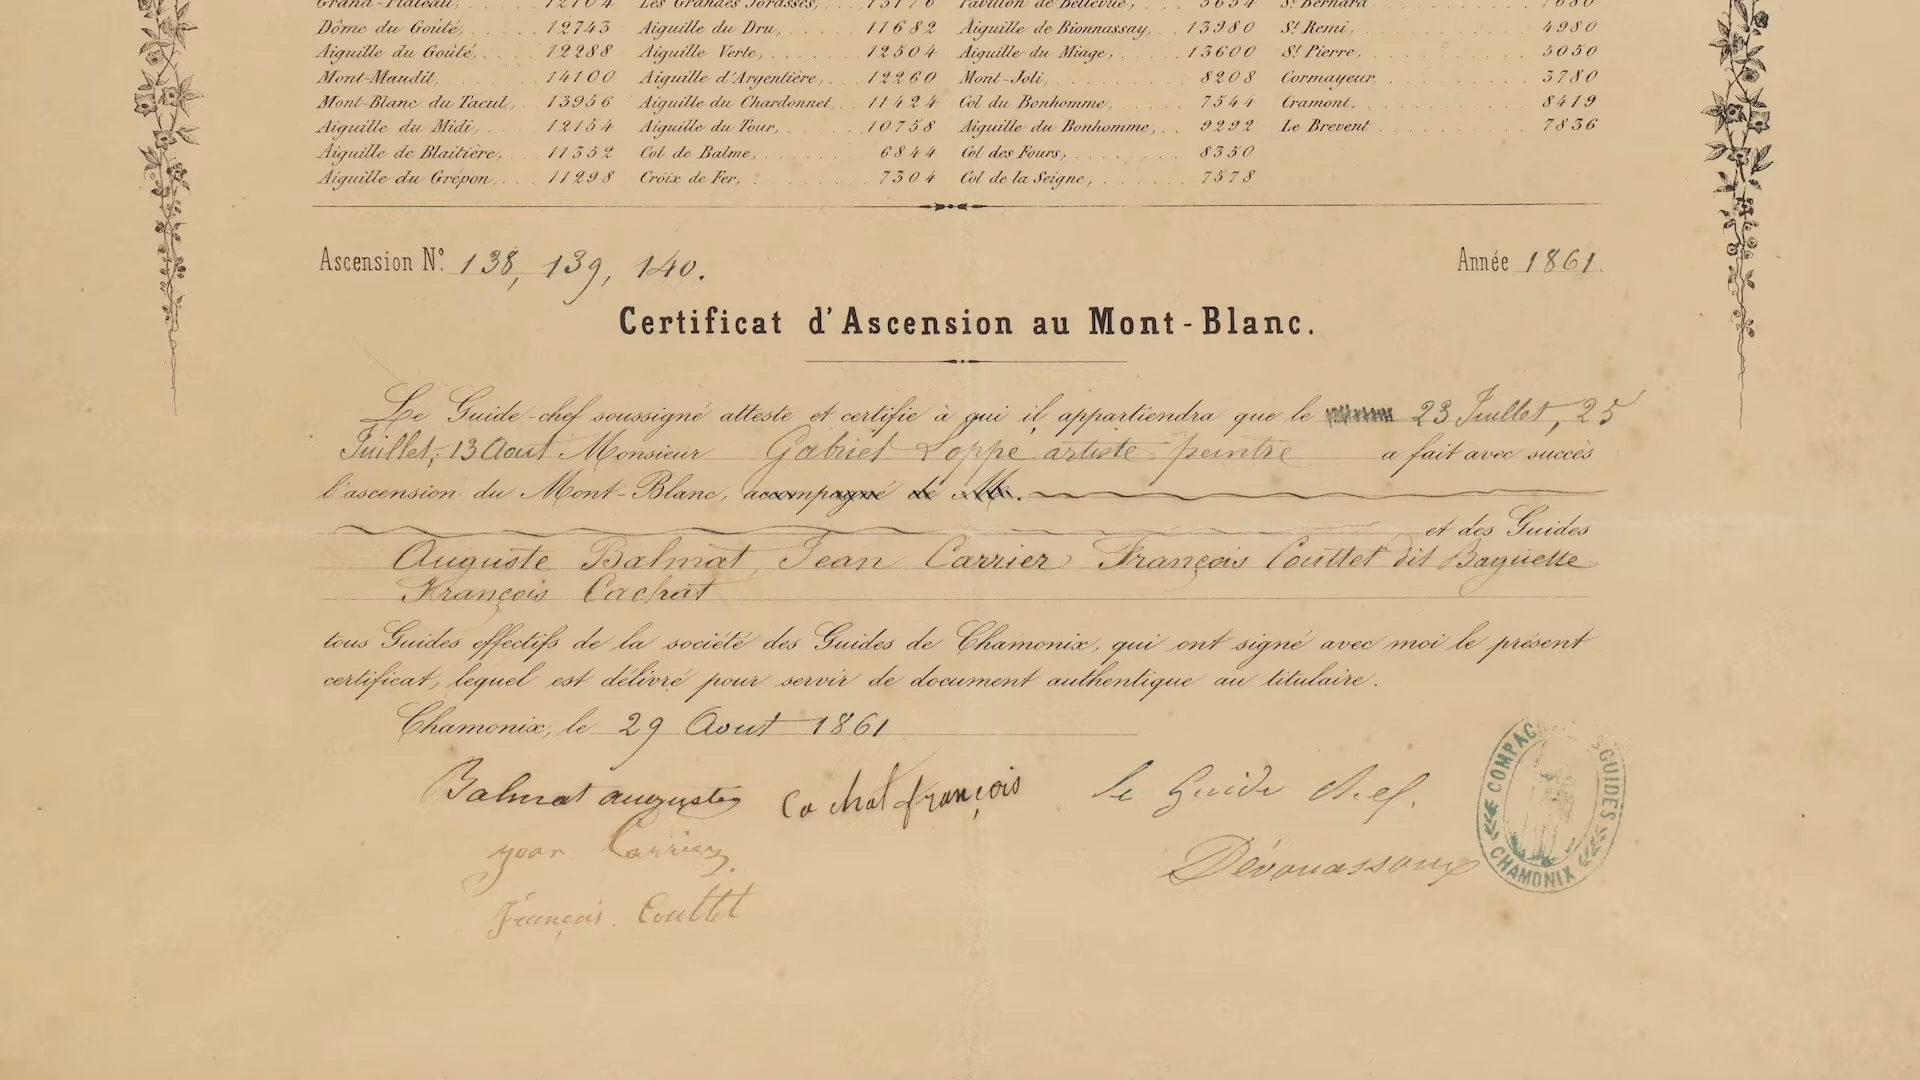 Grand-Plateau, 12104 Les Grandes Jorasses, 13176 Pavillon de Bellevue, 5634 St Bernard 7680
Dôme du Goûté, 12743 Aiguille du Dru, 11682 Aiguille de Bionnassay, 13980 St Remi, 4980
Aiguille du Goûté, 12288 Aiguille Verte, 12504 Aiguille du Miage, 13600 St Pierre, 5050
Mont-Maudit, 14100 Aiguille d'Argentière, 12260 Mont-Joli, 8208 Cormayeur 3780
Mont-Blanc du Tacul, 13956 Aiguille du Chardonnet 11424 Col du Bonhomme, 7544 Cramont, 8419
Aiguille du Midi, 12154 Aiguille du Tour, 10758 Aiguille du Bonhomme, 9292 Le Brevent 7836
Aiguille de Blaitière, 11352 Col de Balme, 6844 Col des Fours, 8350
Aiguille du Grépon, 11298 Croix de Fer, 7304 Col de la Seigne, 7578
Ascension N° 138, 139, 140. Année 1861.
Certificat d'Ascension au Mont-Blanc.
Le Guide-chef soussigné atteste et certifie à qui il appartiendra que le 23 Juillet, 25
Juillet, 13 Aout Monsieur Gabriel Loppé artiste peintre a fait avec succès
l'ascension du Mont-Blanc, accompagné de M.
et des Guides
Auguste Balmat, Jean Carrier François Couttet dit Baguette
François Cachat
tous Guides effectifs de la société des Guides de Chamonix, qui ont signé avec moi le présent
certificat, lequel est délivré pour servir de document authentique au titulaire.
Chamonix, le 29 Aout 1861
Balmat auguste Cachat françois le Guide Chef.
Carrier Dévouassoux
François Couttet
COMPAG GUIDES CHAMONIX